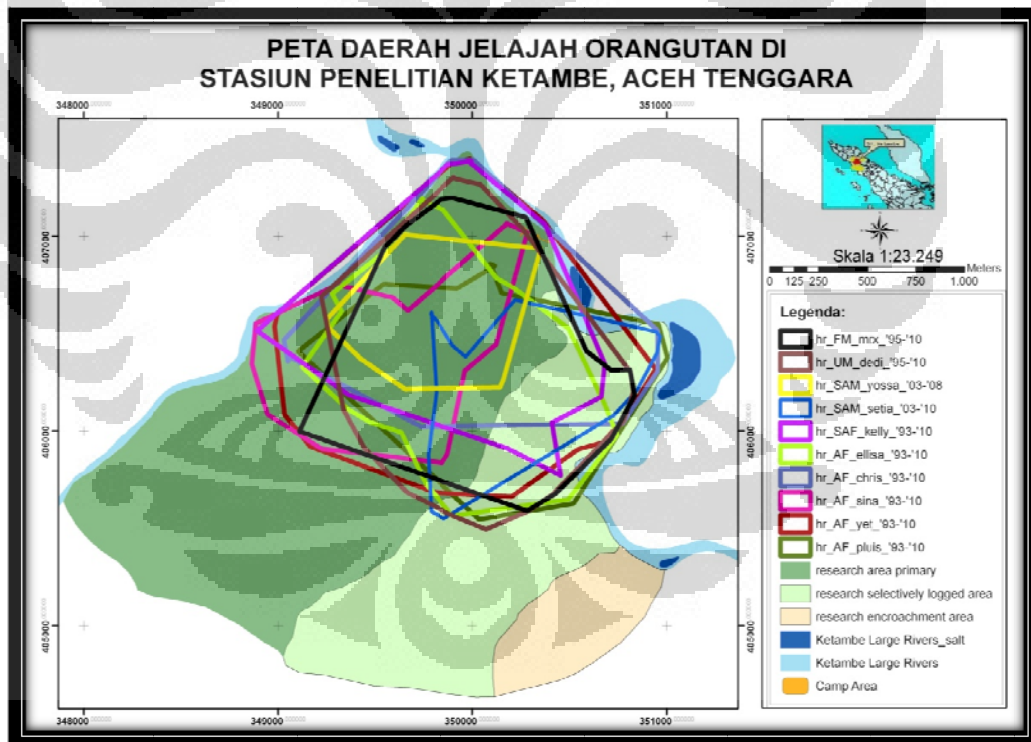 PETA DAERAH JELAJAH ORANGUTAN DI
STASIUN PENELITIAN KETAMBE, ACEH TENGGARA
348000 349000 350000 351000
407000
406000
348000 349000 350000 351000
Skala 1:23.249
Meters
0 125 250 500 750 1.000
Legenda:
hr_FM_mix_'95-'10
hr_UM_dedi_'95-'10
hr_SAM_yossa_'03-'08
hr_SAM_setia_'03-'10
hr_SAF_kelly_'93-'10
hr_AF_ellisa_'93-'10
hr_AF_chris_'93-'10
hr_AF_sina_'93-'10
hr_AF_yet_'93-'10
hr_AF_pluis_'93-'10
research area primary
research selectively logged area
research encroachment area
Ketambe Large Rivers_salt
Ketambe Large Rivers
Camp Area